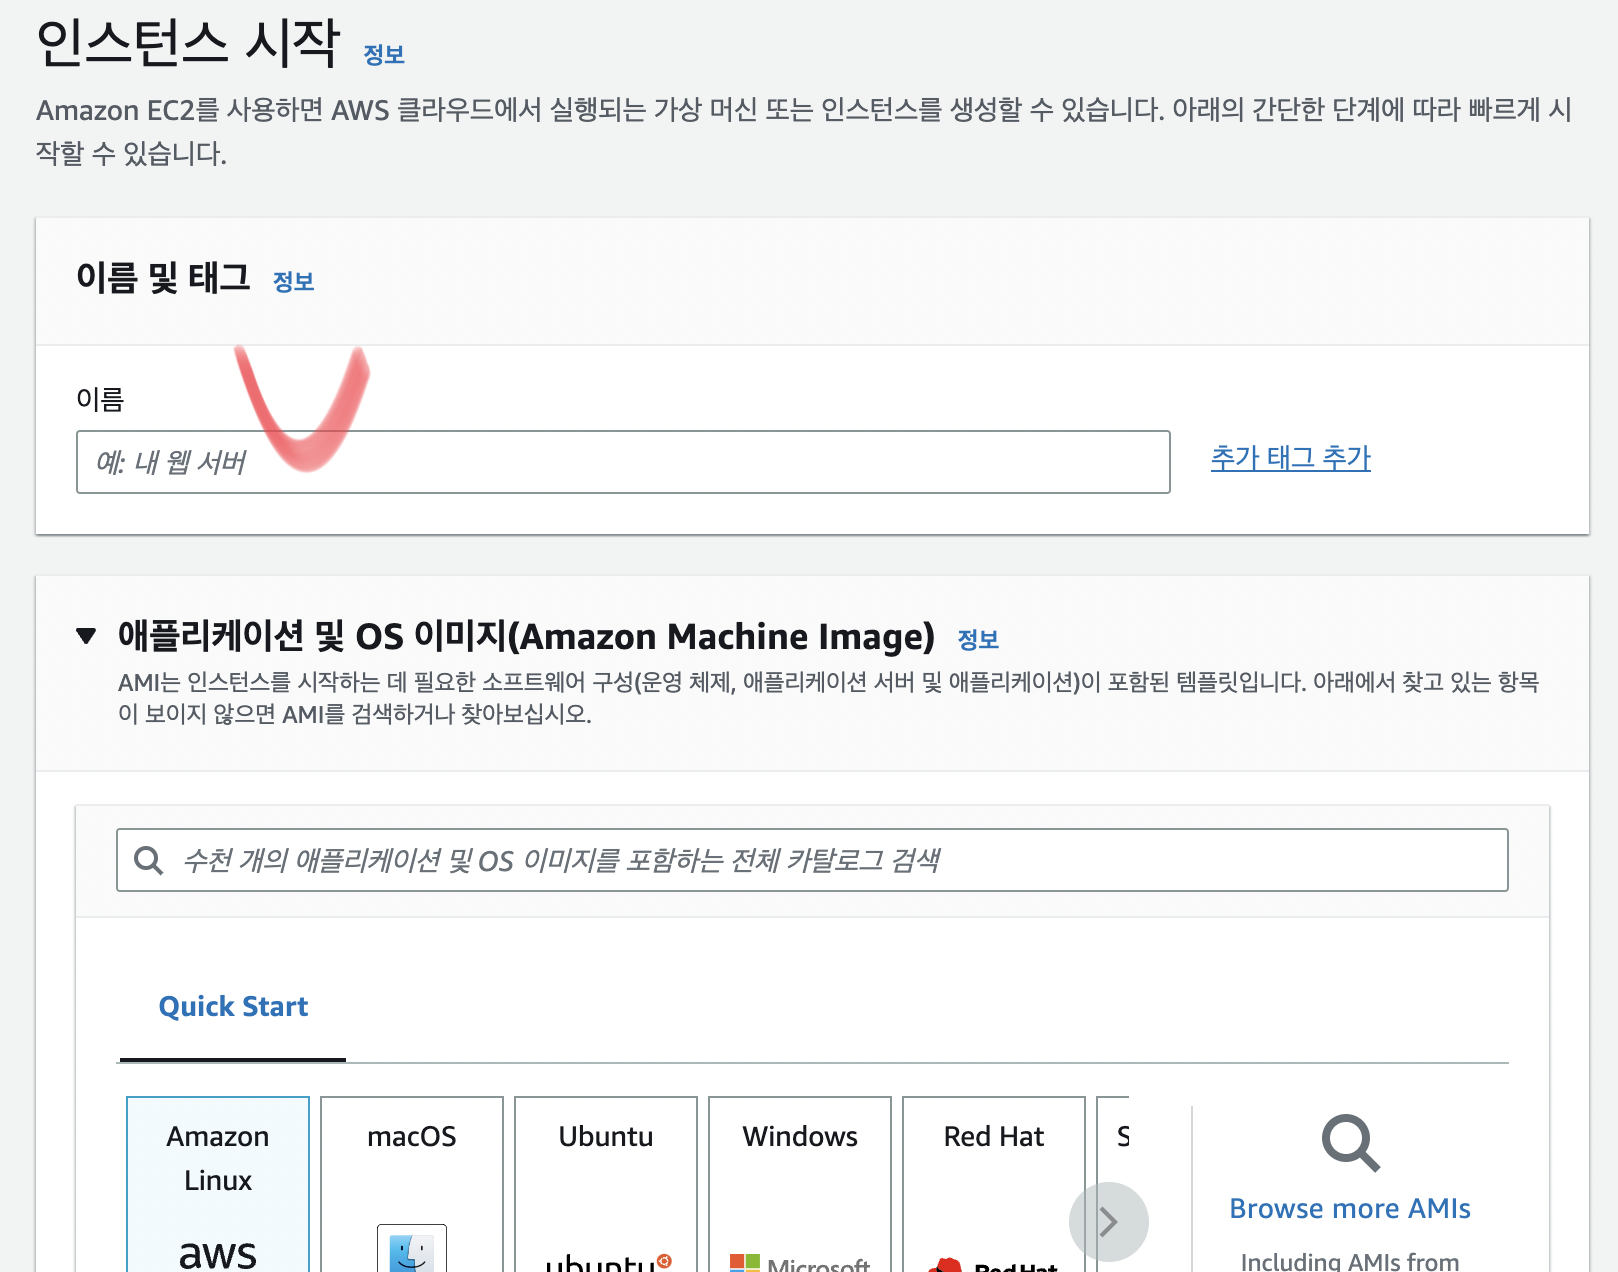 인스턴스 시작 정보
Amazon EC2를 사용하면 AWS 클라우드에서 실행되는 가상 머신 또는 인스턴스를 생성할 수 있습니다. 아래의 간단한 단계에 따라 빠르게 시
작할 수 있습니다.
이름 및 태그 정보
이름
예: 내 웹 서버
추가 태그 추가
애플리케이션 및 OS 이미지(Amazon Machine Image) 정보
AMI는 인스턴스를 시작하는 데 필요한 소프트웨어 구성(운영 체제, 애플리케이션 서버 및 애플리케이션)이 포함된 템플릿입니다. 아래에서 찾고 있는 항목
이 보이지 않으면 AMI를 검색하거나 찾아보십시오.
수천 개의 애플리케이션 및 OS 이미지를 포함하는 전체 카탈로그 검색
Quick Start
Amazon
Linux
aws
macOS
Ubuntu
ubuntu
Windows
Microsoft
Red Hat
Red Hat
S
Browse more AMIs
Including AMIs from